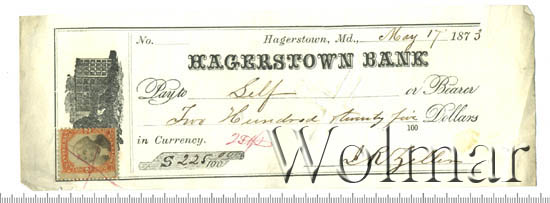 No. Hagerstown, Md., May 17 1873
HAGERSTOWN BANK
Pay to Self or Bearer
Two Hundred & twenty five 100 Dollars
in Currency.
$ 225 00/100
Wolmar